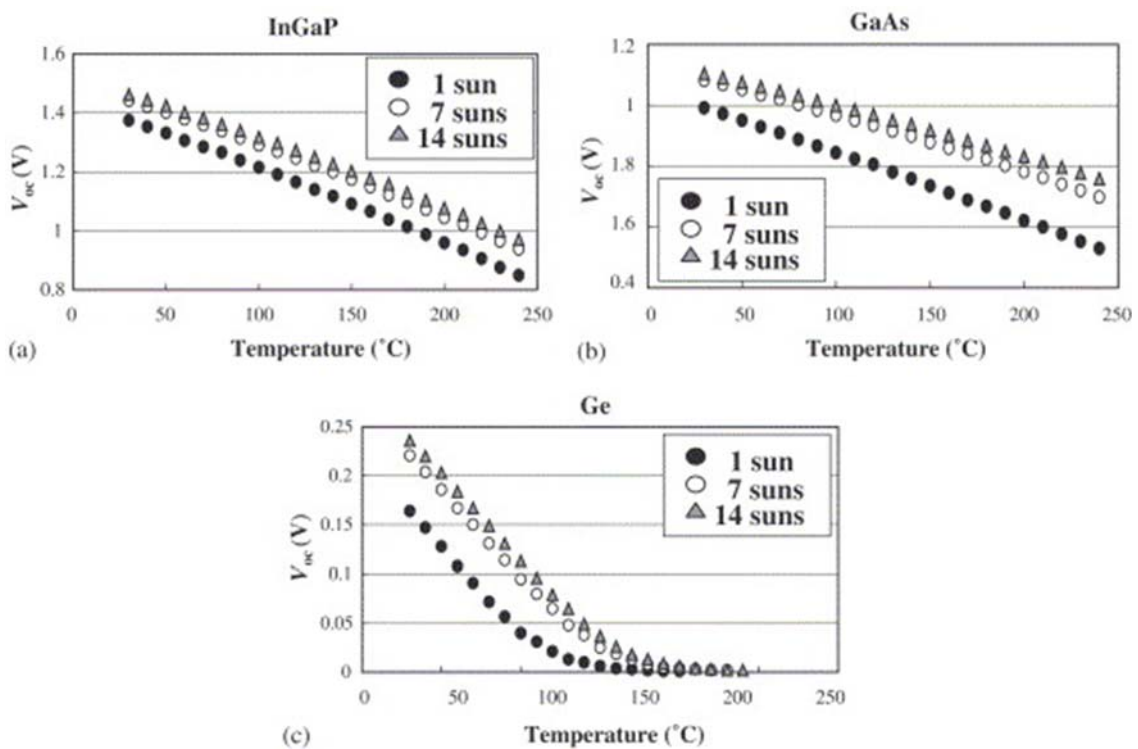 InGaP
1.6
1.4
1.2
1
0.8
V oc (V)
1 sun
7 suns
14 suns
0 50 100 150 200 250
Temperature (°C)
(a)
GaAs
1.2
1
1.8
1.6
0.4
V oc (V)
1 sun
7 suns
14 suns
0 50 100 150 200 250
Temperature (°C)
(b)
Ge
0.25
0.2
0.15
0.1
0.05
0
V oc (V)
1 sun
7 suns
14 suns
0 50 100 150 200 250
Temperature (°C)
(c)